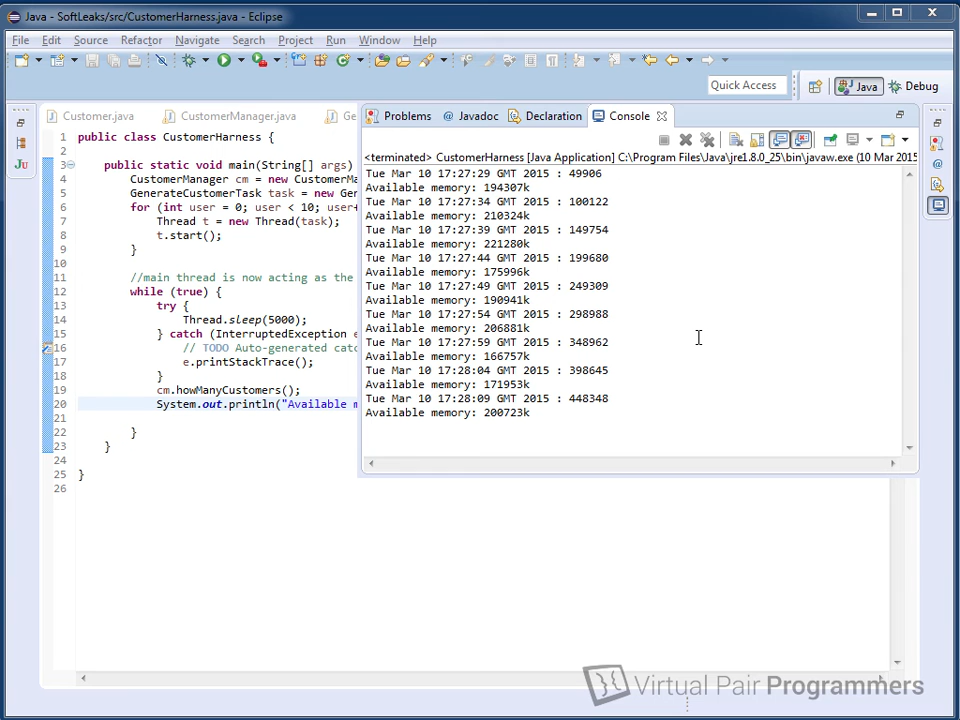 Java - SoftLeaks/src/CustomerHarness.java - Eclipse
File Edit Source Refactor Navigate Search Project Run Window Help
Quick Access
Java
Debug
Customer.java
CustomerManager.java
Ge
Problems
@ Javadoc
Declaration
Console
<terminated> CustomerHarness [Java Application] C:\Program Files\Java\jre1.8.0_25\bin\javaw.exe (10 Mar 2015
Tue Mar 10 17:27:29 GMT 2015 : 49906
Available memory: 194307k
Tue Mar 10 17:27:34 GMT 2015 : 100122
Available memory: 210324k
Tue Mar 10 17:27:39 GMT 2015 : 149754
Available memory: 221280k
Tue Mar 10 17:27:44 GMT 2015 : 199680
Available memory: 175996k
Tue Mar 10 17:27:49 GMT 2015 : 249309
Available memory: 190941k
Tue Mar 10 17:27:54 GMT 2015 : 298988
Available memory: 206881k
Tue Mar 10 17:27:59 GMT 2015 : 348962
Available memory: 166757k
Tue Mar 10 17:28:04 GMT 2015 : 398645
Available memory: 171953k
Tue Mar 10 17:28:09 GMT 2015 : 448348
Available memory: 200723k
1 public class CustomerHarness {
2
3 public static void main(String[] args)
4 CustomerManager cm = new CustomerMa
5 GenerateCustomerTask task = new Gen
6 for (int user = 0; user < 10; user+
7 Thread t = new Thread(task);
8 t.start();
9 }
10
11 //main thread is now acting as the
12 while (true) {
13 try {
14 Thread.sleep(5000);
15 } catch (InterruptedException e
16 // TODO Auto-generated catc
17 e.printStackTrace();
18 }
19 cm.howManyCustomers();
20 System.out.println("Available m
21
22 }
23 }
24
25 }
26
Virtual Pair Programmers